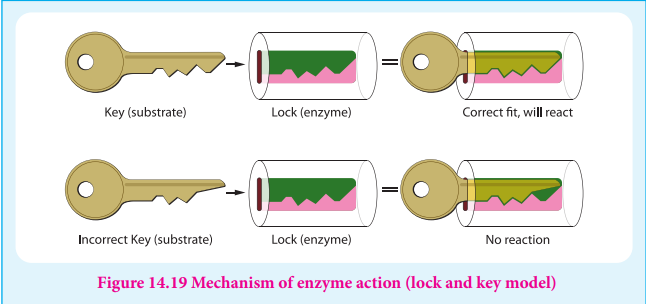 Key (substrate)
Lock (enzyme)
Correct fit, will react
Incorrect Key (substrate)
Lock (enzyme)
No reaction
Figure 14.19 Mechanism of enzyme action (lock and key model)